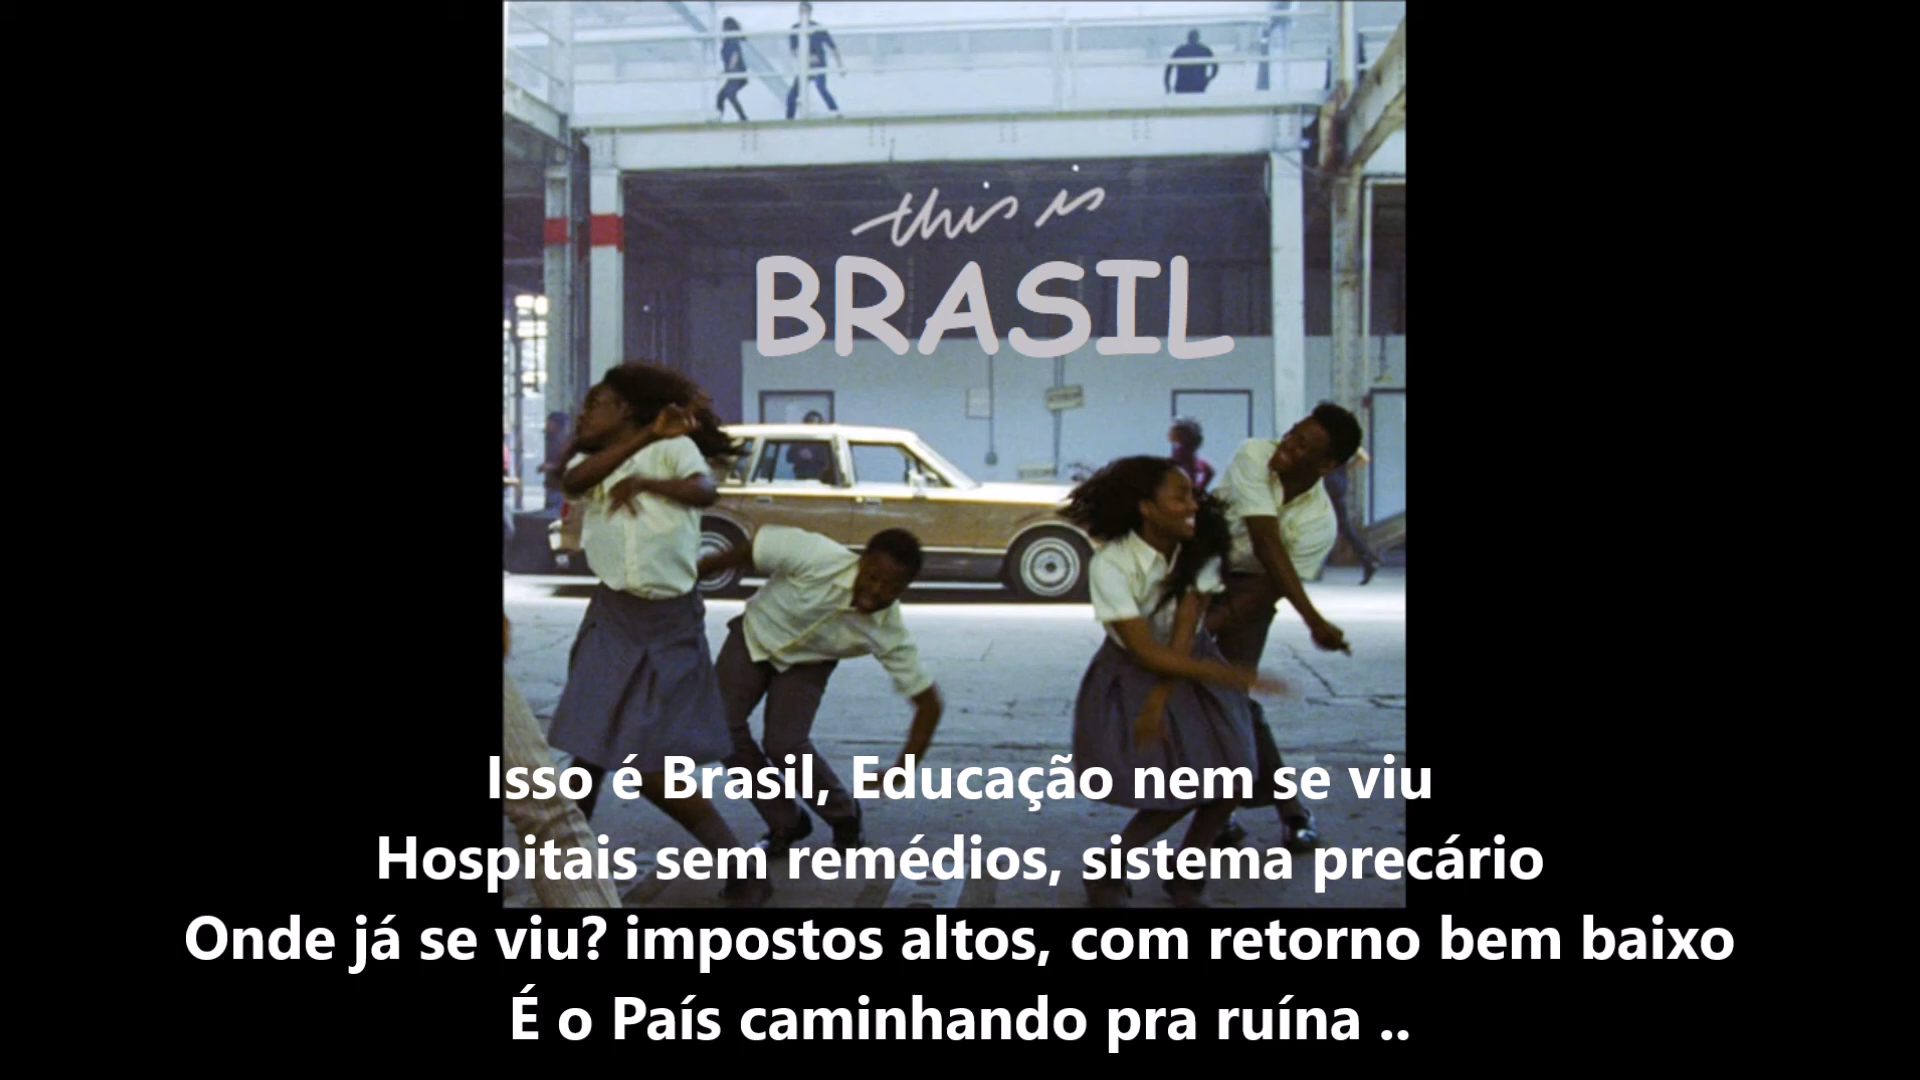 this is
BRASIL
Isso é Brasil, Educação nem se viu
Hospitais sem remédios, sistema precário
Onde já se viu? impostos altos, com retorno bem baixo
É o País caminhando pra ruína ..